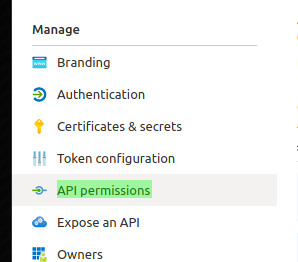 Manage
Branding
Authentication
Certificates & secrets
Token configuration
API permissions
Expose an API
Owners